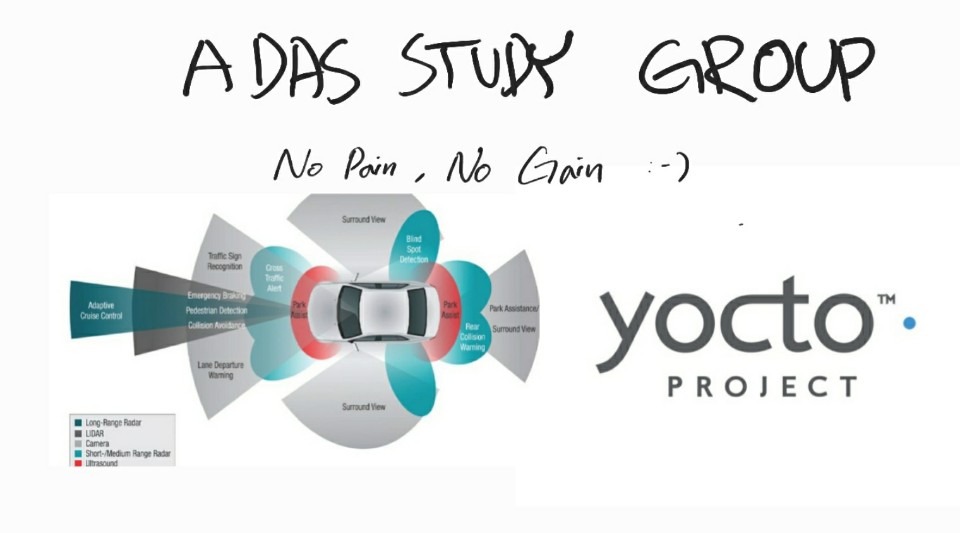 ADAS STUDY GROUP
No Pain, No Gain :-)
Surround View
Blind
Spot
Detection
Traffic Sign
Recognition
Cross
Traffic
Alert
Adaptive
Cruise Control
Emergency Braking
Pedestrian Detection
Collision Avoidance
Park
Assist
Park
Assist
Park Assistance/
Surround View
Rear
Collision
Warning
Lane Departure
Warning
Surround View
Long-Range Radar
LIDAR
Camera
Short-/Medium Range Radar
Ultrasound
yocto™
PROJECT